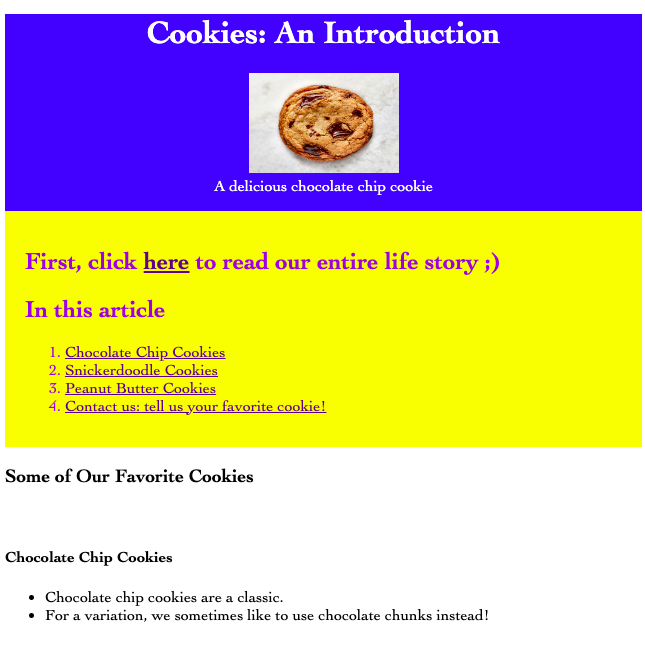 Cookies: An Introduction
A delicious chocolate chip cookie
First, click here to read our entire life story ;)
In this article
1. Chocolate Chip Cookies
2. Snickerdoodle Cookies
3. Peanut Butter Cookies
4. Contact us: tell us your favorite cookie!
Some of Our Favorite Cookies
Chocolate Chip Cookies
• Chocolate chip cookies are a classic.
• For a variation, we sometimes like to use chocolate chunks instead!